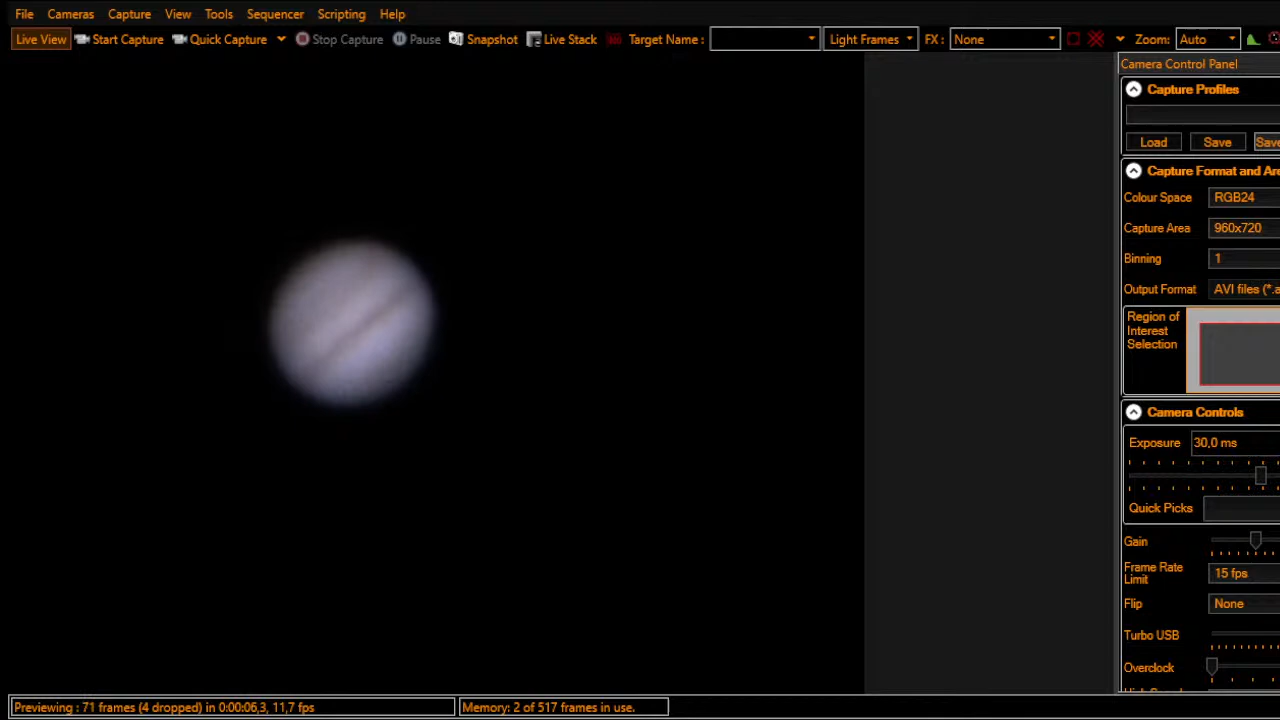 File Cameras Capture View Tools Sequencer Scripting Help
Live View Start Capture Quick Capture Stop Capture Pause Snapshot Live Stack Target Name : Light Frames FX : None Zoom: Auto
Camera Control Panel
Capture Profiles
Load Save Save
Capture Format and Are
Colour Space RGB24
Capture Area 960x720
Binning 1
Output Format AVI files (*.a
Region of
Interest
Selection
Camera Controls
Exposure 30,0 ms
Quick Picks
Gain
Frame Rate
Limit 15 fps
Flip None
Turbo USB
Overclock
Previewing : 71 frames (4 dropped) in 0:00:06,3, 11,7 fps Memory: 2 of 517 frames in use.